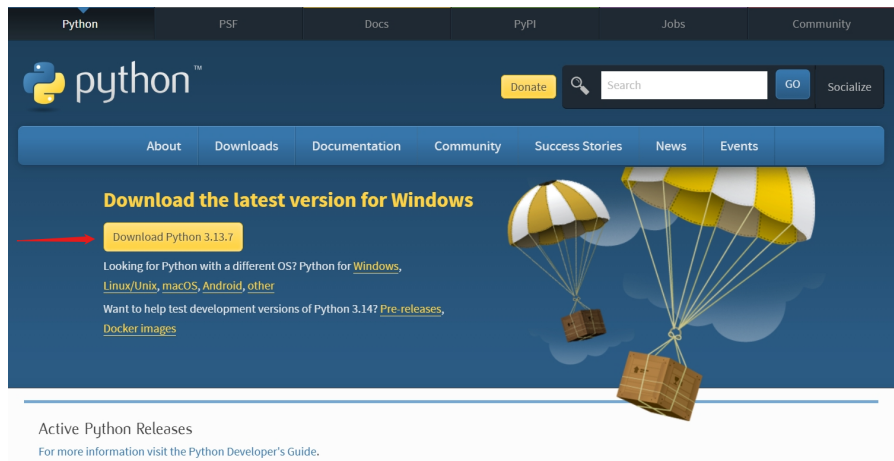 Python PSF Docs PyPI Jobs Community
python™
Donate Search GO Socialize
About Downloads Documentation Community Success Stories News Events
Download the latest version for Windows
Download Python 3.13.7
Looking for Python with a different OS? Python for Windows,
Linux/Unix, macOS, Android, other
Want to help test development versions of Python 3.14? Pre-releases,
Docker images
Active Python Releases
For more information visit the Python Developer's Guide.